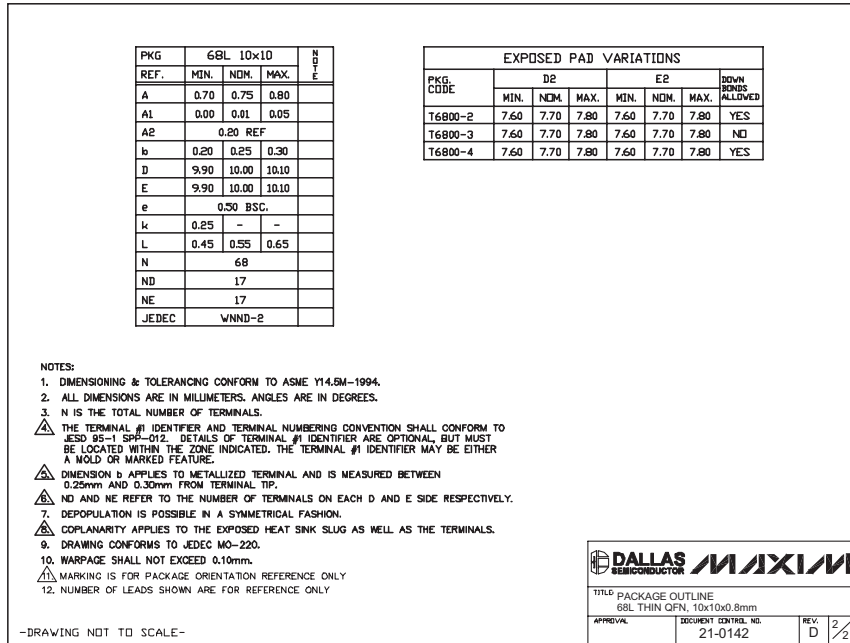 PKG 68L 10x10 NOTE
REF. MIN. NOM. MAX.
A 0.70 0.75 0.80
A1 0.00 0.01 0.05
A2 0.20 REF
b 0.20 0.25 0.30
D 9.90 10.00 10.10
E 9.90 10.00 10.10
e 0.50 BSC.
k 0.25 - -
L 0.45 0.55 0.65
N 68
ND 17
NE 17
JEDEC WNND-2
EXPOSED PAD VARIATIONS
PKG. CODE D2 E2 DOWN BONDS ALLOWED
MIN. NOM. MAX. MIN. NOM. MAX.
T6800-2 7.60 7.70 7.80 7.60 7.70 7.80 YES
T6800-3 7.60 7.70 7.80 7.60 7.70 7.80 NO
T6800-4 7.60 7.70 7.80 7.60 7.70 7.80 YES
NOTES:
1. DIMENSIONING & TOLERANCING CONFORM TO ASME Y14.5M-1994.
2. ALL DIMENSIONS ARE IN MILLIMETERS. ANGLES ARE IN DEGREES.
3. N IS THE TOTAL NUMBER OF TERMINALS.
4. THE TERMINAL #1 IDENTIFIER AND TERMINAL NUMBERING CONVENTION SHALL CONFORM TO
JESD 95-1 SPP-012. DETAILS OF TERMINAL #1 IDENTIFIER ARE OPTIONAL, BUT MUST
BE LOCATED WITHIN THE ZONE INDICATED. THE TERMINAL #1 IDENTIFIER MAY BE EITHER
A MOLD OR MARKED FEATURE.
5. DIMENSION b APPLIES TO METALLIZED TERMINAL AND IS MEASURED BETWEEN
0.25mm AND 0.30mm FROM TERMINAL TIP.
6. ND AND NE REFER TO THE NUMBER OF TERMINALS ON EACH D AND E SIDE RESPECTIVELY.
7. DEPOPULATION IS POSSIBLE IN A SYMMETRICAL FASHION.
8. COPLANARITY APPLIES TO THE EXPOSED HEAT SINK SLUG AS WELL AS THE TERMINALS.
9. DRAWING CONFORMS TO JEDEC MO-220.
10. WARPAGE SHALL NOT EXCEED 0.10mm.
11. MARKING IS FOR PACKAGE ORIENTATION REFERENCE ONLY
12. NUMBER OF LEADS SHOWN ARE FOR REFERENCE ONLY
-DRAWING NOT TO SCALE-
DALLAS SEMICONDUCTOR MAXIM
TITLE: PACKAGE OUTLINE
68L THIN QFN, 10x10x0.8mm
APPROVAL DOCUMENT CONTROL NO. REV.
21-0142 D 2/2